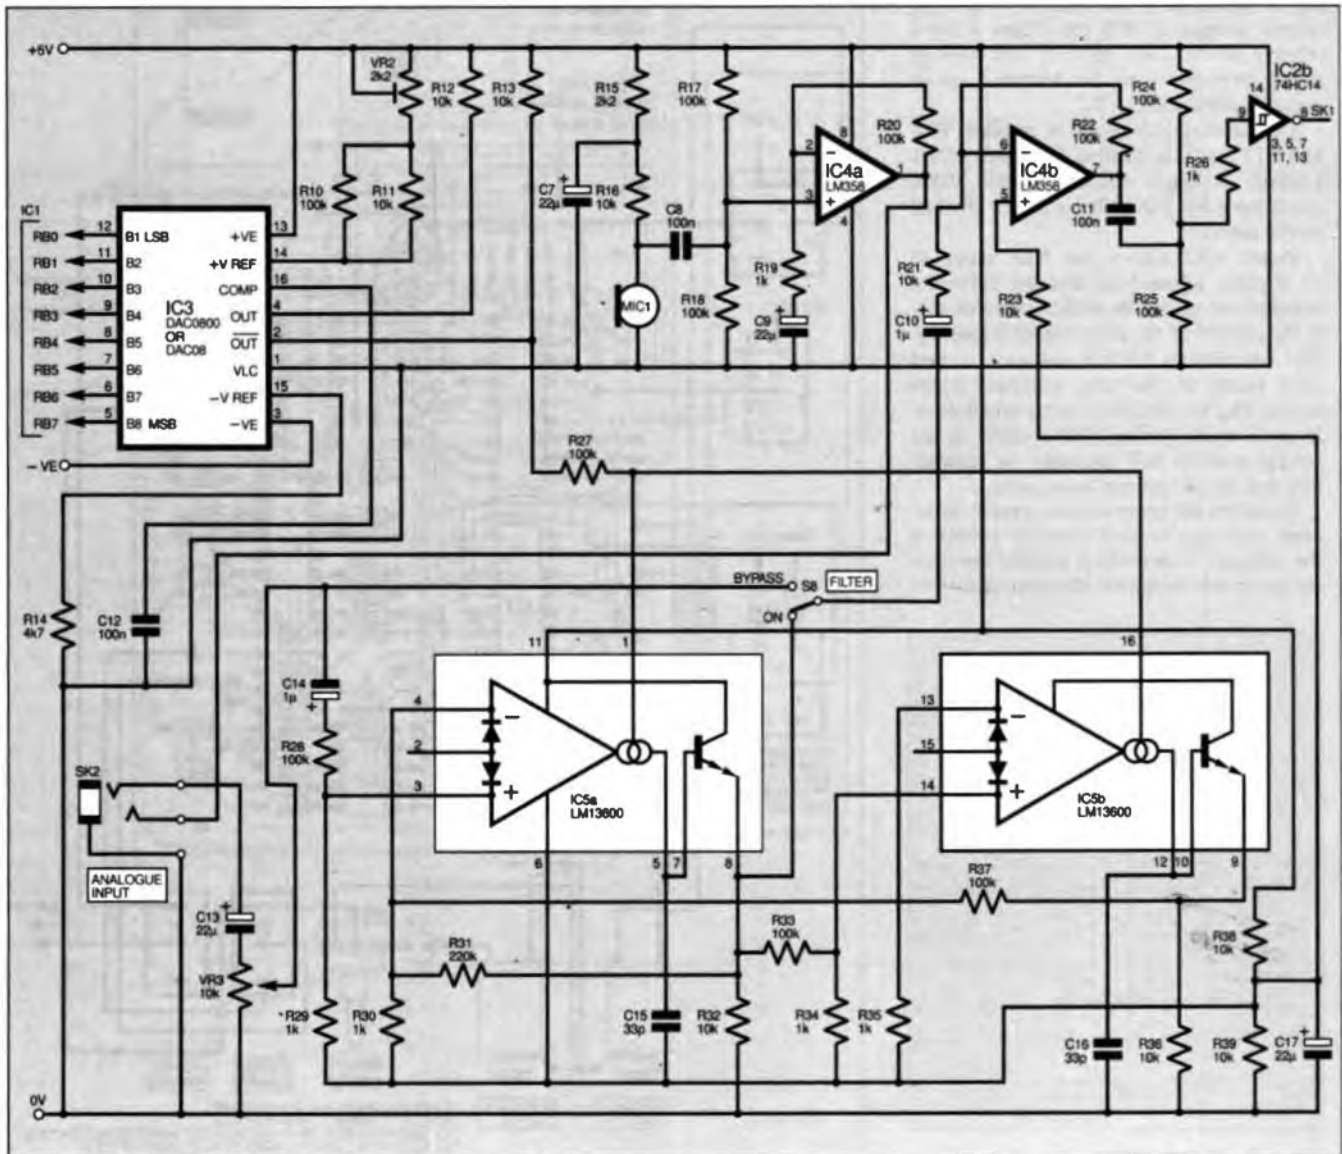 +5V
VR2
2k2
R12
10k
R13
10k
R15
2k2
R17
100k
R20
100k
R22
100k
R24
100k
IC2b
74HC14
14
9
8
SK1
3, 5, 7
11, 13
R26
1k
2
−
IC4a
LM358
3
+
8
1
4
6
−
IC4b
LM358
5
+
7
R10
100k
R11
10k
C7
22µ
+
R16
10k
C8
100n
MIC1
R18
100k
R19
1k
+
C9
22µ
R21
10k
+
C10
1µ
R23
10k
C11
100n
R25
100k
IC1
RB0
12
B1 LSB
+VE
13
RB1
11
B2
+V REF
14
RB2
10
B3
COMP
16
RB3
9
B4
OUT
4
RB4
8
B5
OUT
2
RB5
7
B6
VLC
1
RB6
6
B7
−V REF
15
RB7
5
B8 MSB
−VE
3
IC3
DAC0800
OR
DAC08
− VE
R27
100k
BYPASS
S8
FILTER
ON
R14
4k7
C12
100n
C14
1µ
+
R28
100k
11
1
4
−
2
3
+
IC5a
LM13600
6
5
7
8
16
13
−
15
14
+
IC5b
LM13600
12
10
9
SK2
ANALOGUE
INPUT
+
C13
22µ
VR3
10k
R29
1k
R30
1k
R31
220k
C15
33p
R32
10k
R33
100k
R34
1k
R35
1k
R37
100k
C16
33p
R36
10k
R38
10k
R39
10k
C17
22µ
+
0V